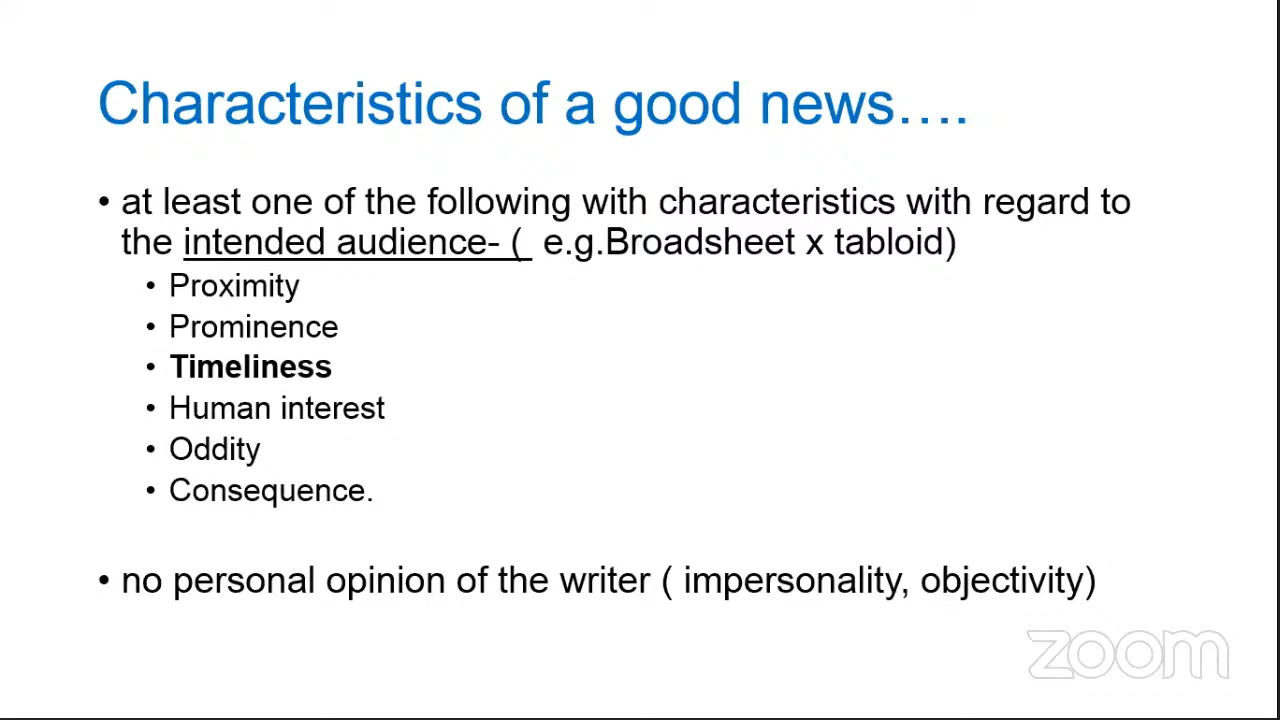 Characteristics of a good news….
• at least one of the following with characteristics with regard to
the intended audience- (  e.g.Broadsheet x tabloid)
• Proximity
• Prominence
• Timeliness
• Human interest
• Oddity
• Consequence.
• no personal opinion of the writer ( impersonality, objectivity)
zoom